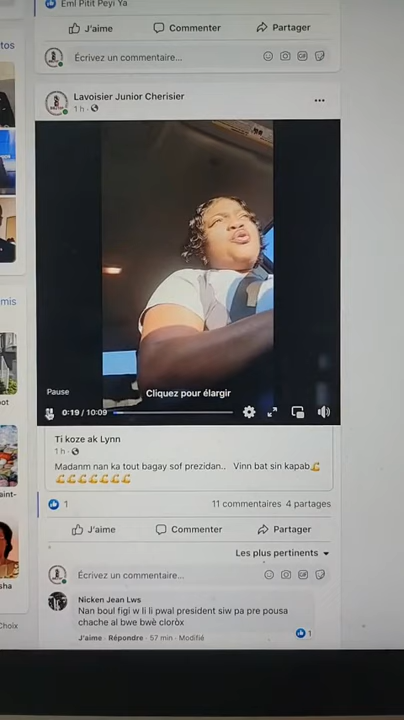 Eml Pitit Peyi Ya
J'aime Commenter Partager
Écrivez un commentaire...
otos
Lavoisier Junior Cherisier
1 h
Pause
Cliquez pour élargir
0:19 / 10:09
mis
ot
Ti koze ak Lynn
1 h
Madanm nan ka tout bagay sof prezidan.. Vinn bat sin kapab💪
💪💪💪💪💪💪💪
aint-
1
11 commentaires 4 partages
J'aime Commenter Partager
Les plus pertinents
Écrivez un commentaire...
sha
Nicken Jean Lws
Nan boul figi w li li pwal president siw pa pre pousa
chache al bwe bwè cloròx
J'aime · Répondre · 57 min · Modifié
1
Choix